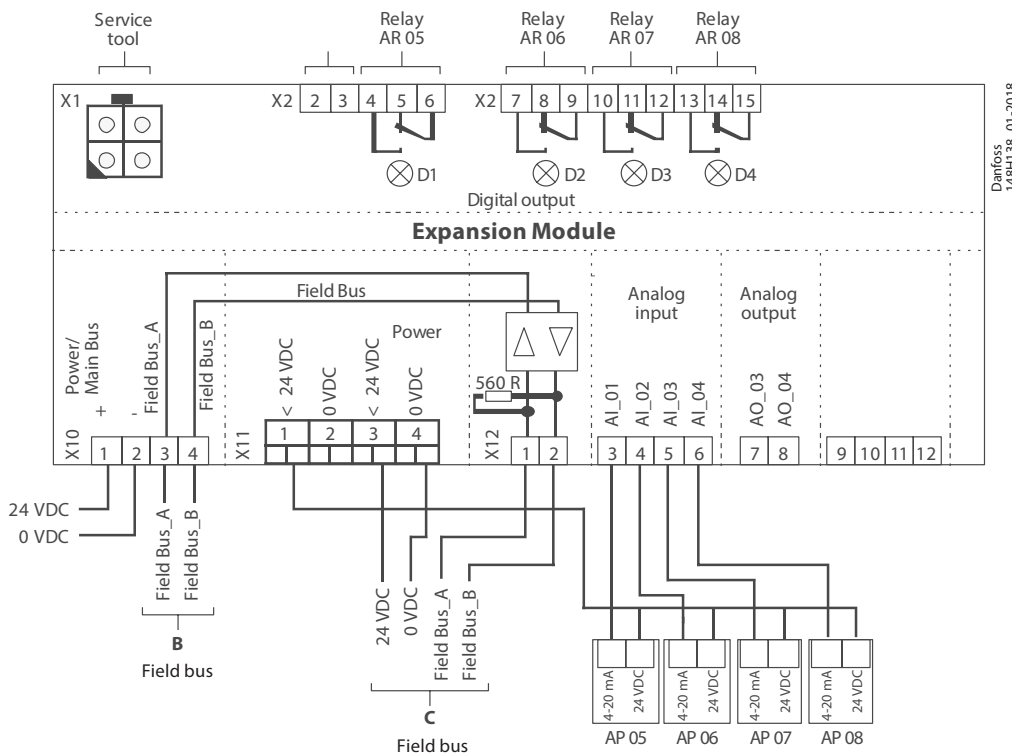 Service
tool
Relay
AR 05
Relay
AR 06
Relay
AR 07
Relay
AR 08
X1
X2 2 3 4 5 6
X2 7 8 9 10 11 12 13 14 15
D1
D2
D3
D4
Digital output
Danfoss
148H138_01-2018
Expansion Module
Power/
Main Bus
+
-
Field Bus_A
Field Bus_B
Field Bus
Power
< 24 VDC
0 VDC
< 24 VDC
0 VDC
560 R
Analog
input
AI_01
AI_02
AI_03
AI_04
Analog
output
AO_03
AO_04
X10 1 2 3 4
X11 1 2 3 4
X12 1 2 3 4 5 6 7 8 9 10 11 12
24 VDC
0 VDC
Field Bus_A
Field Bus_B
B
Field bus
24 VDC
0 VDC
Field Bus_A
Field Bus_B
C
Field bus
4-20 mA
24 VDC
4-20 mA
24 VDC
4-20 mA
24 VDC
4-20 mA
24 VDC
AP 05
AP 06
AP 07
AP 08